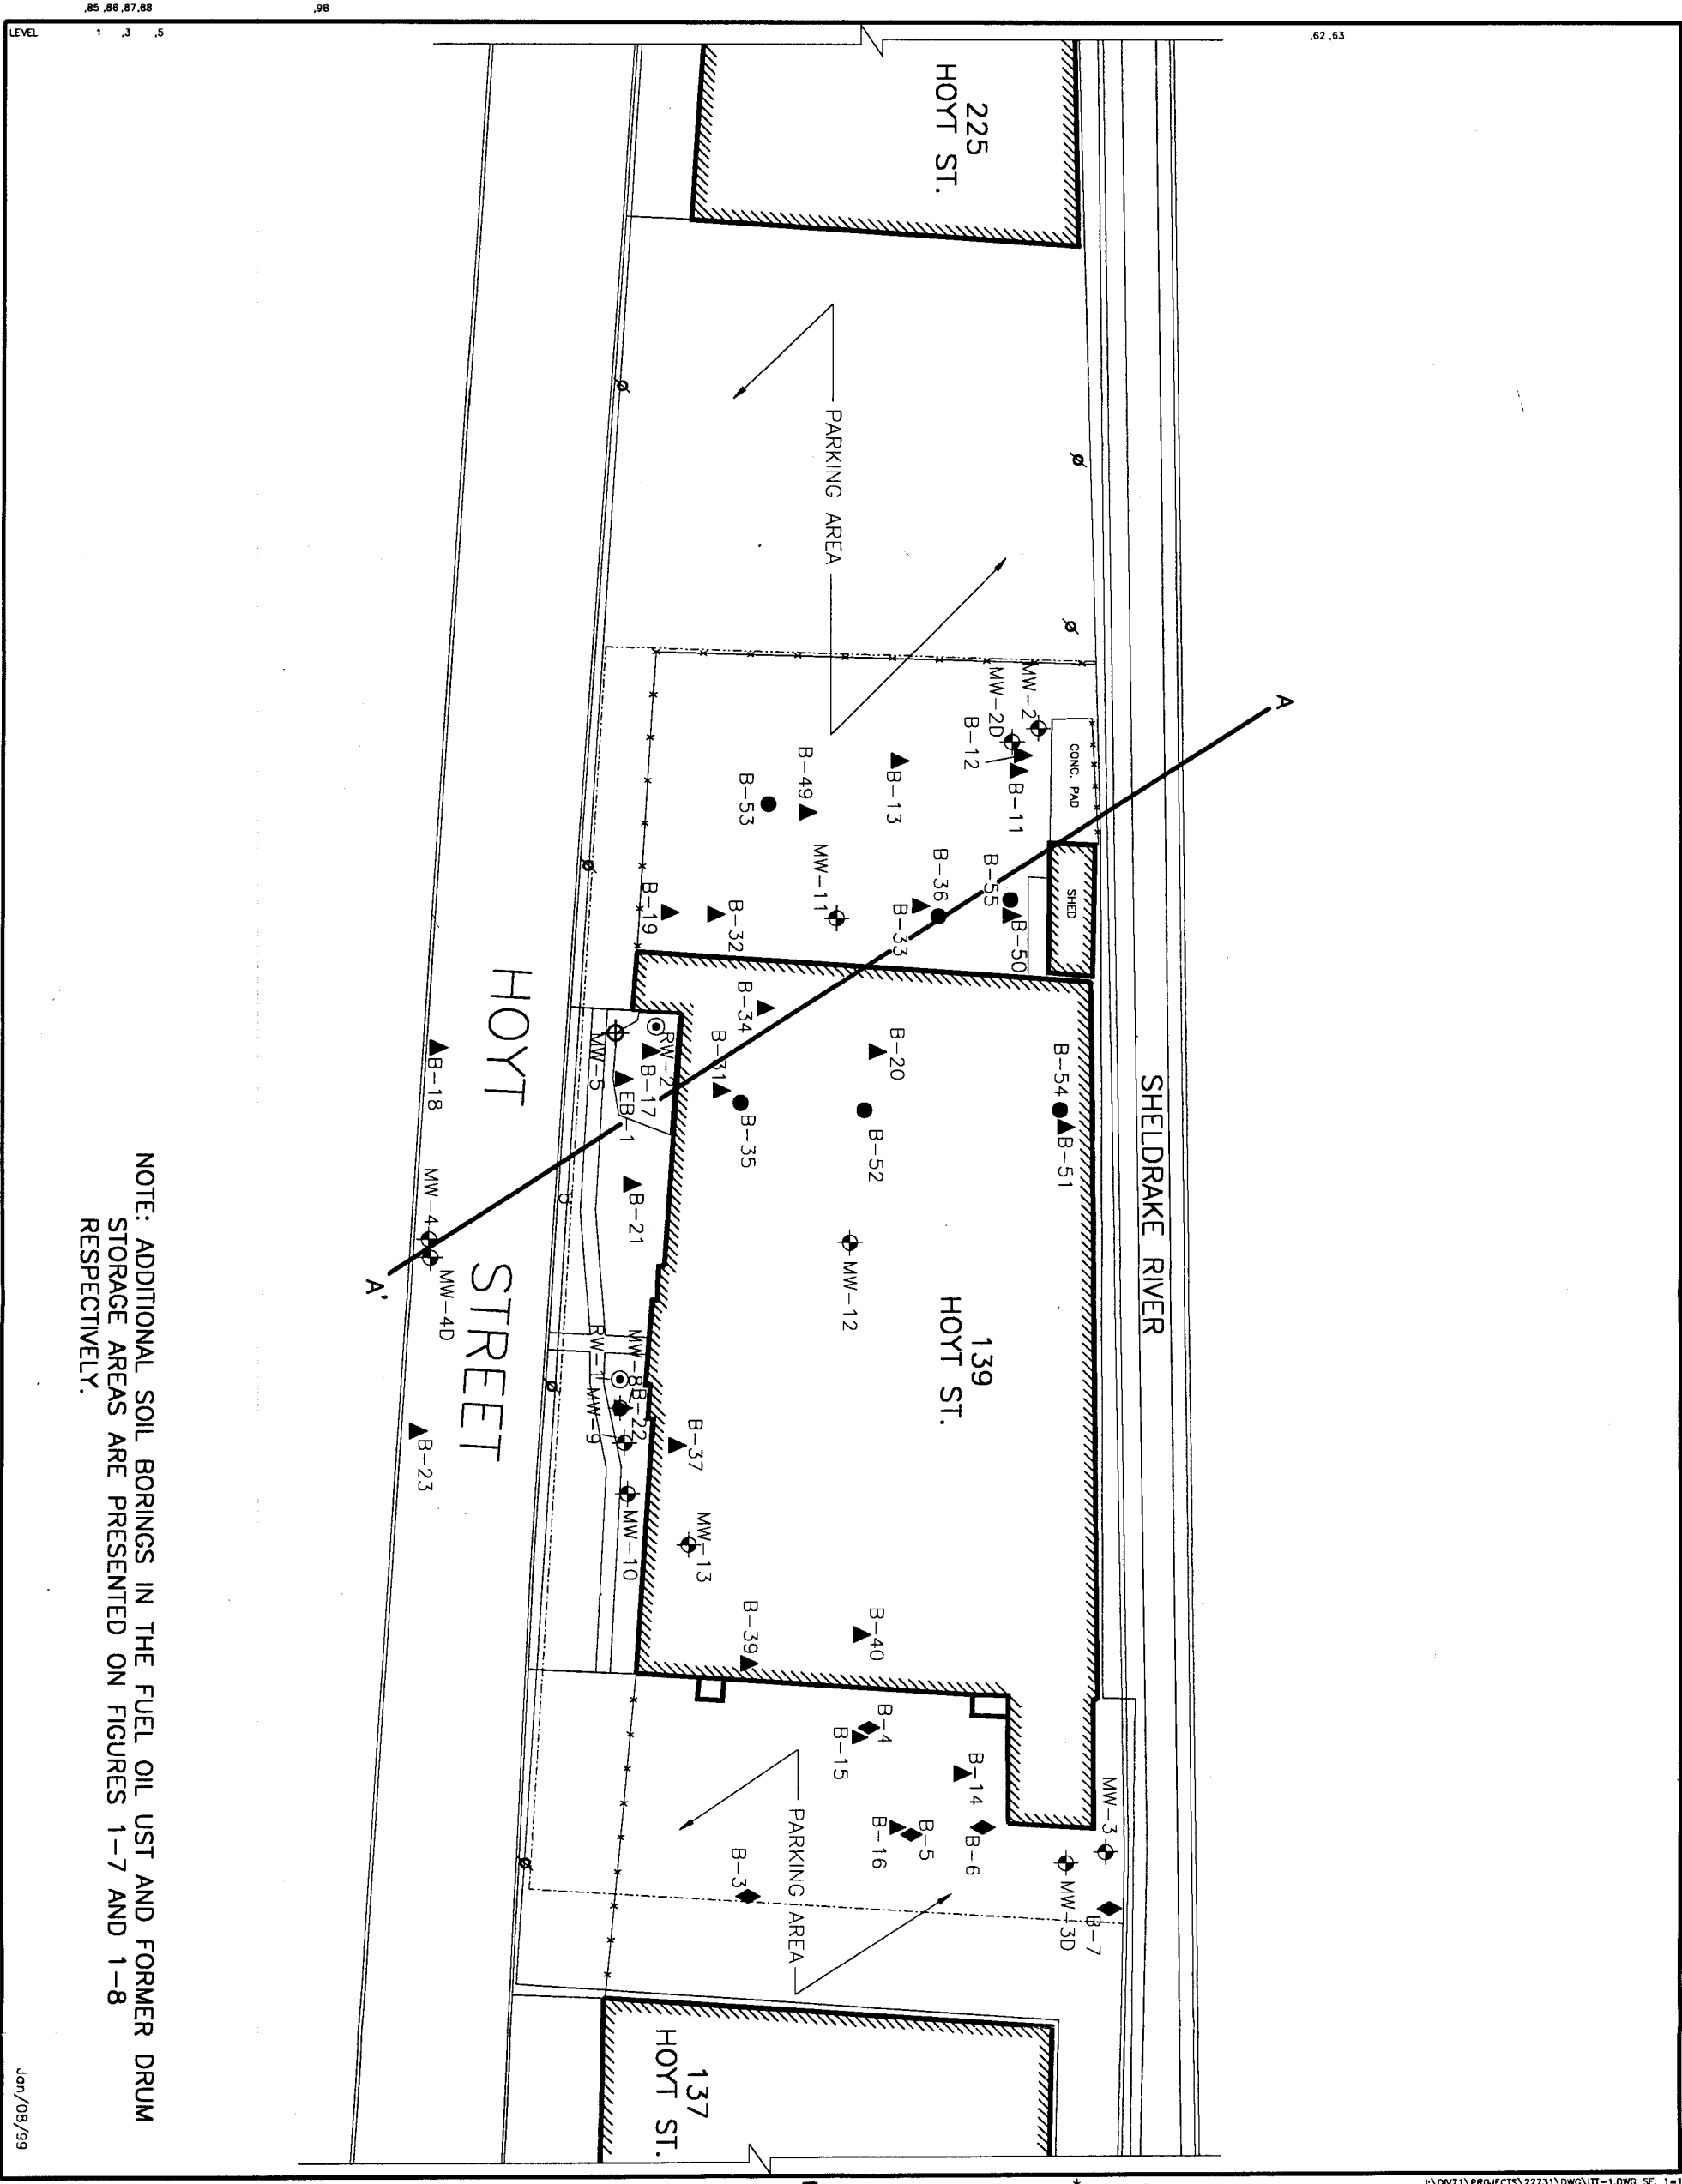 ,85 ,86 ,87,88
,98
LEVEL
1 ,3 ,5
,62 ,63
225
HOYT ST.
PARKING AREA
SHELDRAKE RIVER
A
MW-2
MW-2D
B-12
B-11
CONC. PAD
SHED
B-13
B-49
B-53
MW-11
B-36
B-55
B-50
B-33
B-32
B-19
B-34
B-20
B-54
B-51
B-31
B-35
B-52
RW-2
B-17
MW-5
EB-1
B-21
MW-12
139
HOYT ST.
HOYT STREET
B-18
MW-4
MW-4D
A'
B-23
RW-1
MW-8
B-22
MW-9
MW-10
B-37
MW-13
B-39
B-40
B-4
B-15
B-14
B-6
B-5
B-16
B-3
MW-3
MW-3D
B-7
PARKING AREA
137
HOYT ST.
NOTE: ADDITIONAL SOIL BORINGS IN THE FUEL OIL UST AND FORMER DRUM
STORAGE AREAS ARE PRESENTED ON FIGURES 1-7 AND 1-8
RESPECTIVELY.
Jan/08/99